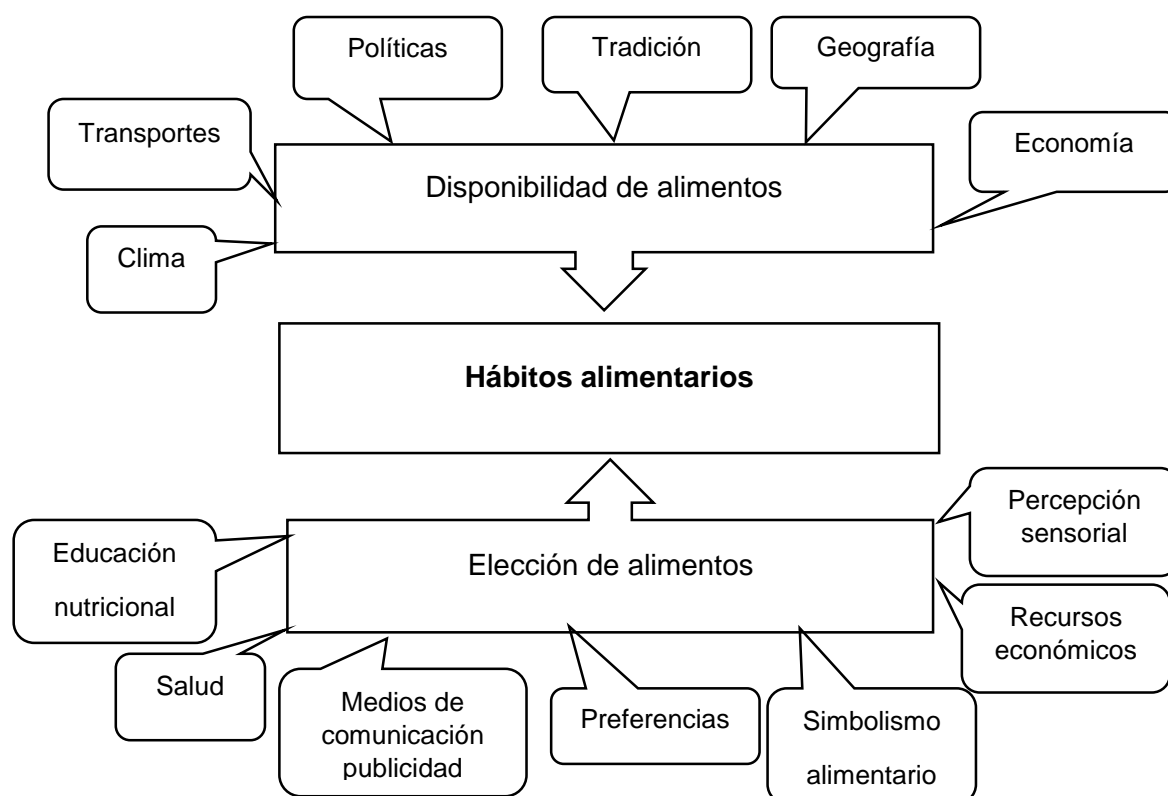 Políticas
Tradición
Geografía
Transportes
Economía
Disponibilidad de alimentos
Clima
Hábitos alimentarios
Percepción
sensorial
Educación
nutricional
Elección de alimentos
Recursos
económicos
Salud
Medios de
comunicación
publicidad
Preferencias
Simbolismo
alimentario